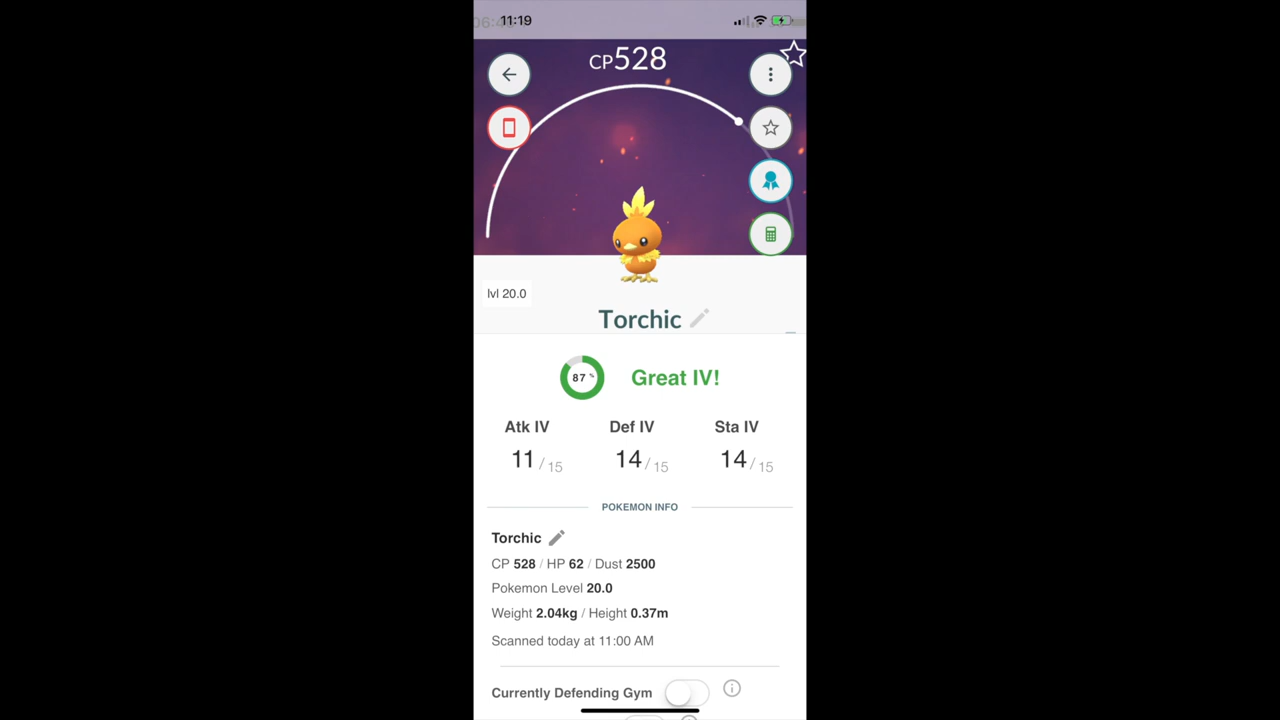 11:19
CP528
lvl 20.0
Torchic
87 %
Great IV!
Atk IV Def IV Sta IV
11 / 15 14 / 15 14 / 15
POKEMON INFO
Torchic
CP 528 / HP 62 / Dust 2500
Pokemon Level 20.0
Weight 2.04kg / Height 0.37m
Scanned today at 11:00 AM
Currently Defending Gym